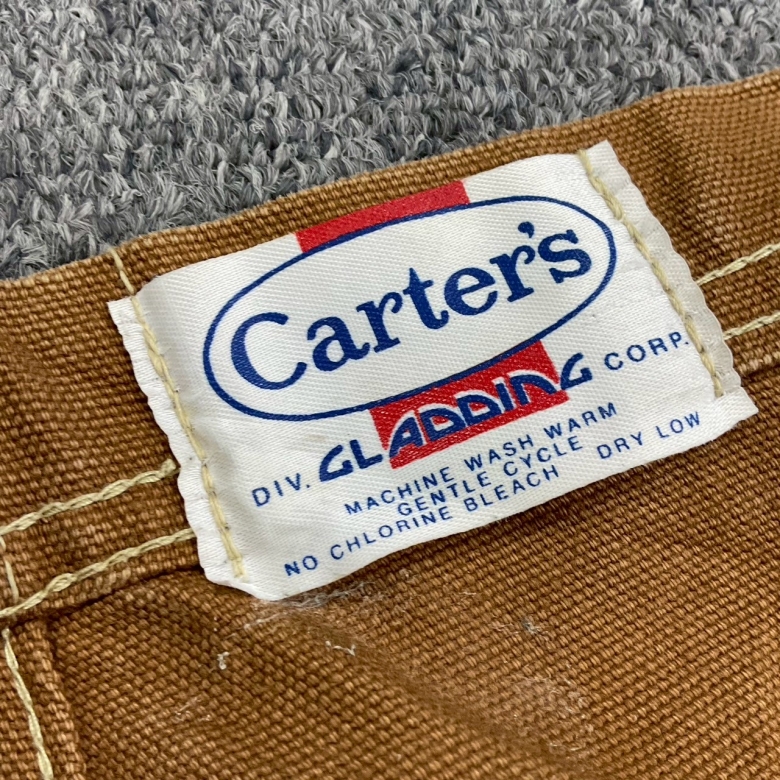 Carter's
DIV. GLADDING CORP.
MACHINE WASH WARM
GENTLE CYCLE DRY LOW
NO CHLORINE BLEACH